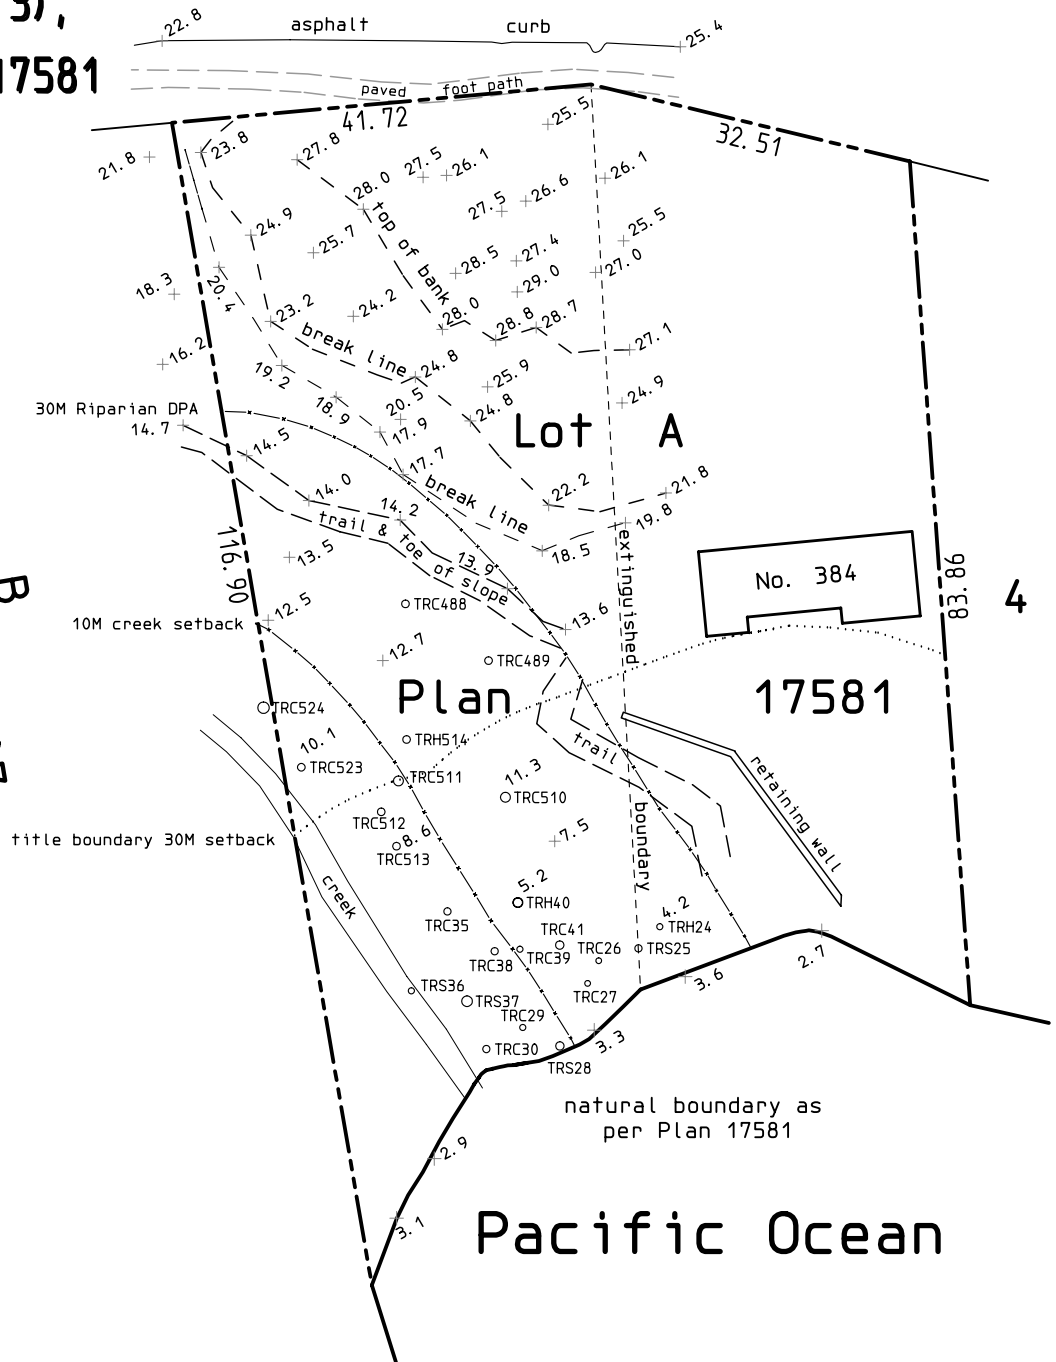 3),
17581
22.8
asphalt curb
25.4
paved foot path
41.72
32.51
25.5
21.8
23.8
27.8
27.5
26.1
26.1
28.0
26.6
27.5
24.9
25.7
25.5
top of bank
28.5
27.4
27.0
18.3
20.4
29.0
23.2
24.2
28.0
28.8
28.7
27.1
16.2
break line
24.8
19.2
25.9
24.9
18.9
20.5
24.8
30M Riparian DPA
14.7
17.9
Lot A
14.5
17.7
14.0
break line
22.2
21.8
14.2
19.8
trail & toe of slope
116.90
13.5
13.9
18.5
extinguished boundary
No. 384
83.86
B
4
12.5
TRC488
13.6
10M creek setback
12.7
TRC489
Plan 17581
TRC524
10.1
TRH514
trail
TRC523
TRC511
11.3
TRC510
retaining wall
TRC512
8.6
7.5
title boundary 30M setback
TRC513
creek
5.2
TRH40
4.2
TRC35
TRC41
TRH24
TRC38
TRC39
TRC26
TRS25
2.7
TRS36
TRS37
TRC27
3.6
TRC29
3.3
TRC30
TRS28
natural boundary as
per Plan 17581
2.9
3.1
Pacific Ocean